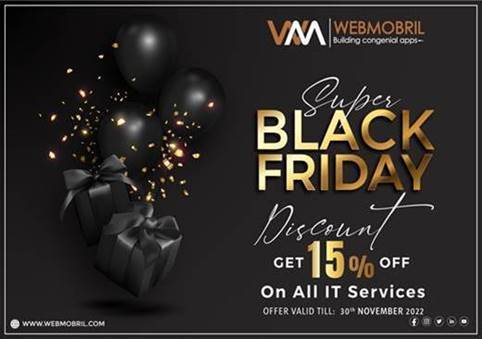 WM WEBMOBRIL
Building congenial apps
Super
BLACK
FRIDAY
Discount
GET 15% OFF
On All IT Services
OFFER VALID TILL: 30th NOVEMBER 2022
WWW.WEBMOBRIL.COM